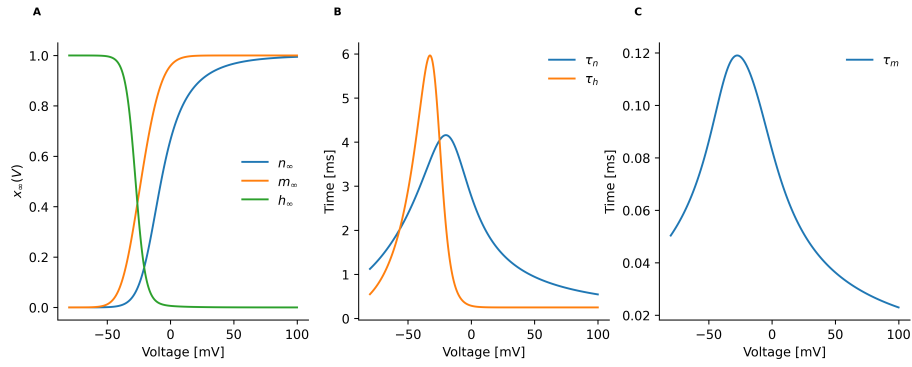 A
1.0
0.8
0.6
0.4
0.2
0.0
−50
0
50
100
x∞(V)
Voltage [mV]
n∞
m∞
h∞
B
6
5
4
3
2
1
0
−50
0
50
100
Time [ms]
Voltage [mV]
τn
τh
C
0.12
0.10
0.08
0.06
0.04
0.02
−50
0
50
100
Time [ms]
Voltage [mV]
τm